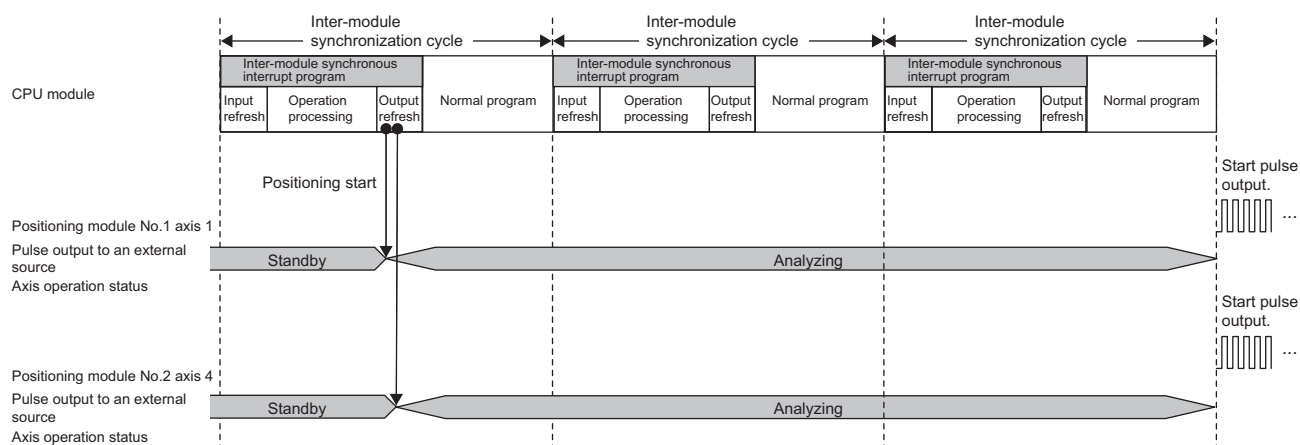 Inter-module
synchronization cycle
Inter-module
synchronization cycle
Inter-module
synchronization cycle
CPU module
Inter-module synchronous
interrupt program
Input
refresh
Operation
processing
Output
refresh
Normal program
Inter-module synchronous
interrupt program
Input
refresh
Operation
processing
Output
refresh
Normal program
Inter-module synchronous
interrupt program
Input
refresh
Operation
processing
Output
refresh
Normal program
Positioning start
Start pulse
output.
...
Positioning module No.1 axis 1
Pulse output to an external
source
Axis operation status
Standby
Analyzing
Start pulse
output.
...
Positioning module No.2 axis 4
Pulse output to an external
source
Axis operation status
Standby
Analyzing